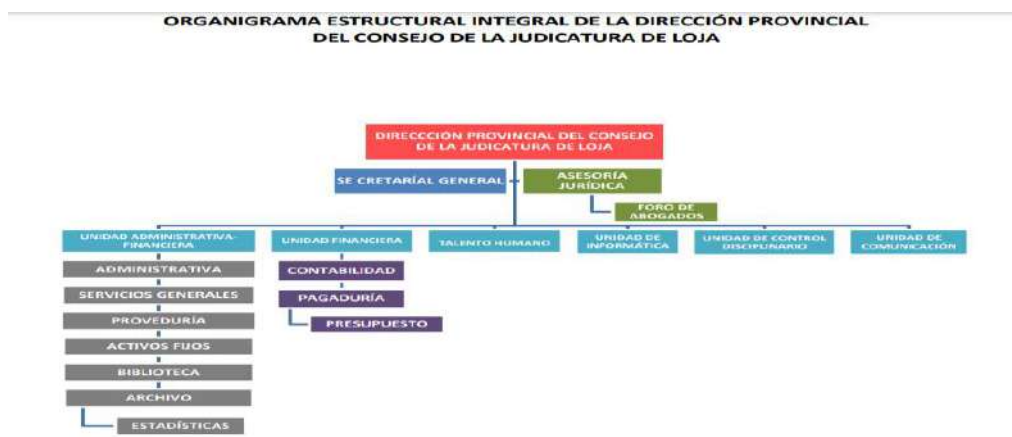 ORGANIGRAMA ESTRUCTURAL INTEGRAL DE LA DIRECCIÓN PROVINCIAL
DEL CONSEJO DE LA JUDICATURA DE LOJA
DIRECCCIÓN PROVINCIAL DEL CONSEJO
DE LA JUDICATURA DE LOJA
SE CRETARÍAL GENERAL
ASESORÍA
JURÍDICA
FORO DE
ABOGADOS
UNIDAD ADMINISTRATIVA-
FINANCIERA
UNIDAD FINANCIERA
TALENTO HUMANO
UNIDAD DE
INFORMÁTICA
UNIDAD DE CONTROL
DISCIPLINARIO
UNIDAD DE
COMUNICACIÓN
ADMINISTRATIVA
SERVICIOS GENERALES
PROVEDURÍA
ACTIVOS FIJOS
BIBLIOTECA
ARCHIVO
ESTADÍSTICAS
CONTABILIDAD
PAGADURÍA
PRESUPUESTO